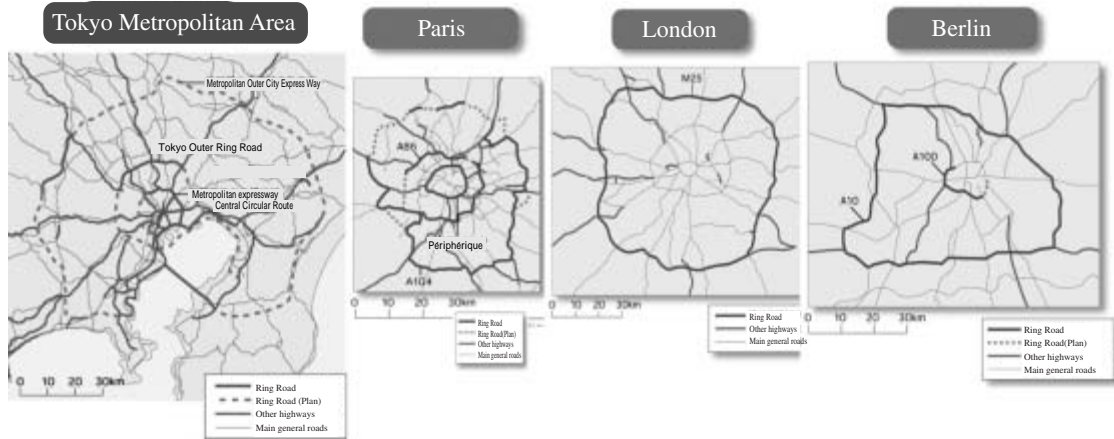 Tokyo Metropolitan Area
Paris
London
Berlin
Metropolitan Outer City Express Way
Tokyo Outer Ring Road
Metropolitan expressway
Central Circular Route
0 10 20 30km
Ring Road
Ring Road (Plan)
Other highways
Main general roads
A86
Périphérique
A104
0 10 20 30km
Ring Road
Ring Road(Plan)
Other highways
Main general roads
M25
0 10 20 30km
Ring Road
Other highways
Main general roads
A100
A10
0 10 20 30km
Ring Road
Ring Road(Plan)
Other highways
Main general roads